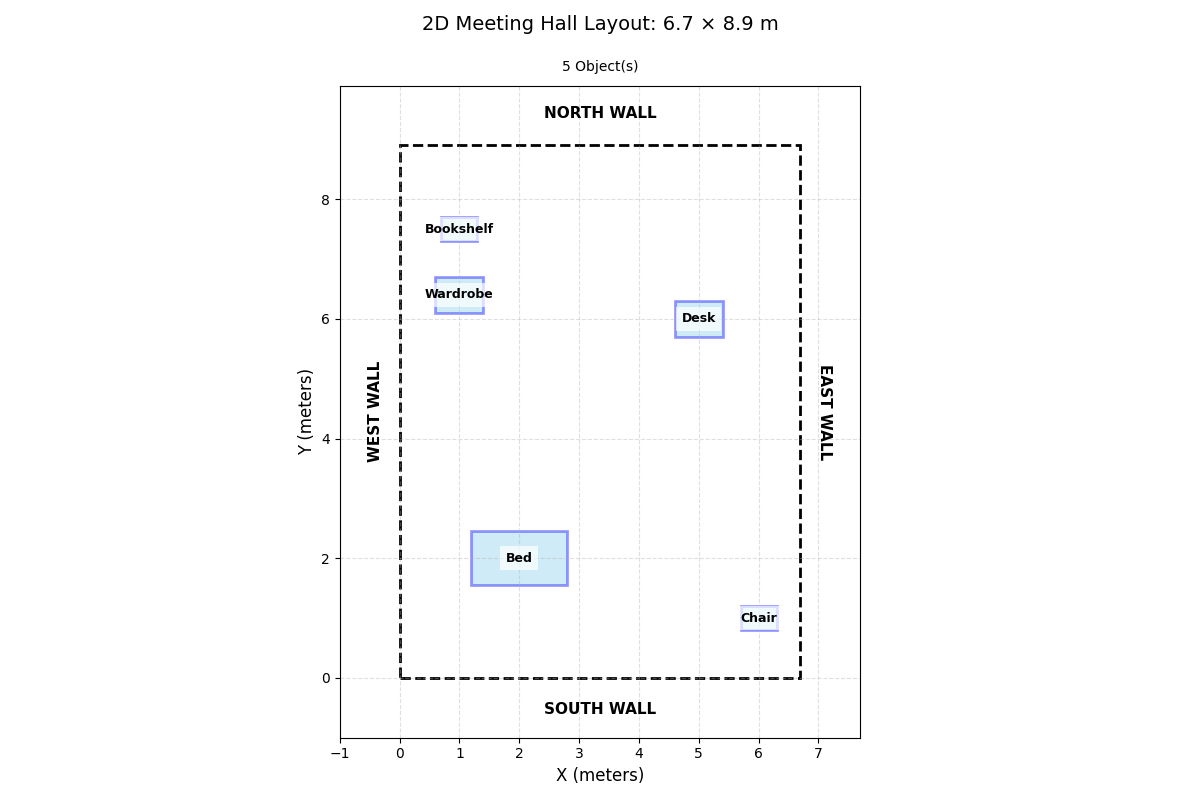 2D Meeting Hall Layout: 6.7 × 8.9 m
5 Object(s)
NORTH WALL
8
Bookshelf
Wardrobe
6
Desk
WEST WALL
EAST WALL
Y (meters)
4
2
Bed
Chair
0
SOUTH WALL
−1 0 1 2 3 4 5 6 7
X (meters)